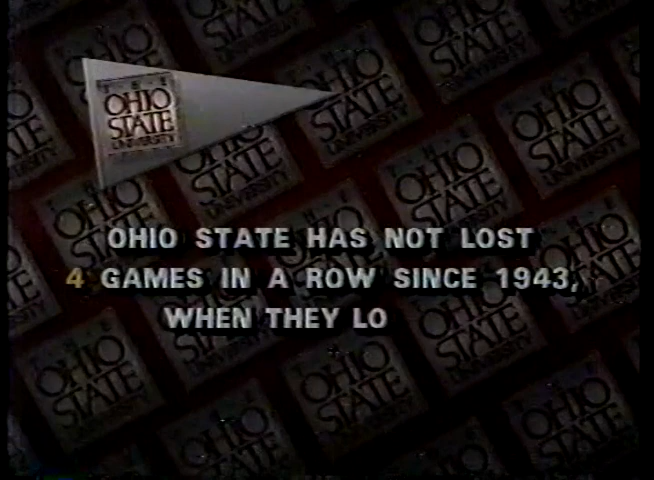 THE
OHIO
STATE
UNIVERSITY
OHIO STATE HAS NOT LOST
4 GAMES IN A ROW SINCE 1943,
WHEN THEY LO